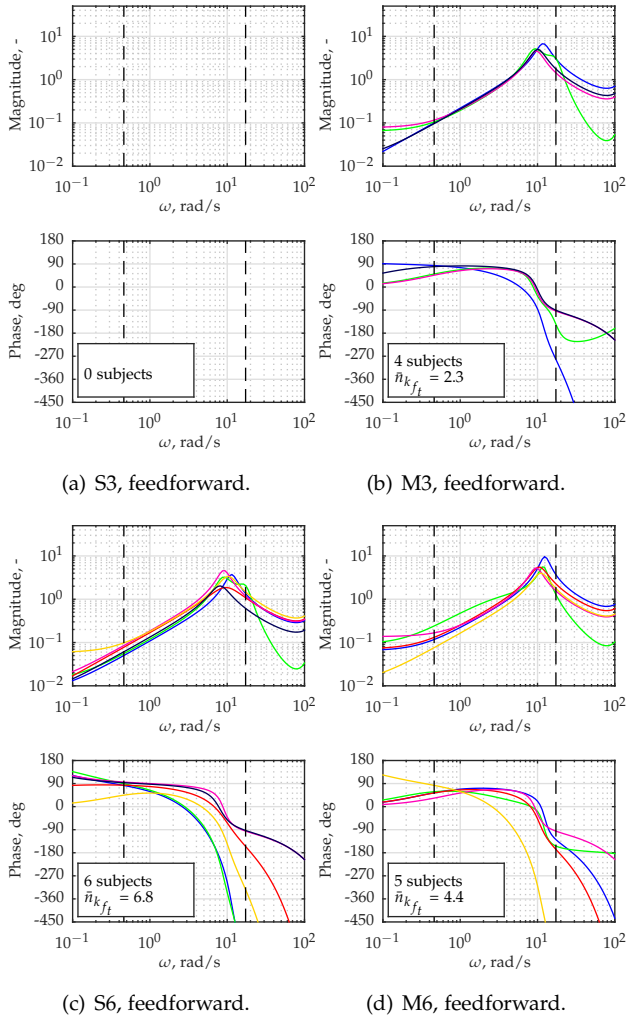 Magnitude, -
10^1
10^0
10^-1
10^-2
10^-1 10^0 10^1 10^2
ω, rad/s
Phase, deg
180
90
0
-90
-180
-270
-360
-450
0 subjects
10^-1 10^0 10^1 10^2
ω, rad/s
(a) S3, feedforward.
Magnitude, -
10^1
10^0
10^-1
10^-2
10^-1 10^0 10^1 10^2
ω, rad/s
Phase, deg
180
90
0
-90
-180
-270
-360
-450
4 subjects
n̄_{k_{f_t}} = 2.3
10^-1 10^0 10^1 10^2
ω, rad/s
(b) M3, feedforward.
Magnitude, -
10^1
10^0
10^-1
10^-2
10^-1 10^0 10^1 10^2
ω, rad/s
Phase, deg
180
90
0
-90
-180
-270
-360
-450
6 subjects
n̄_{k_{f_t}} = 6.8
10^-1 10^0 10^1 10^2
ω, rad/s
(c) S6, feedforward.
Magnitude, -
10^1
10^0
10^-1
10^-2
10^-1 10^0 10^1 10^2
ω, rad/s
Phase, deg
180
90
0
-90
-180
-270
-360
-450
5 subjects
n̄_{k_{f_t}} = 4.4
10^-1 10^0 10^1 10^2
ω, rad/s
(d) M6, feedforward.